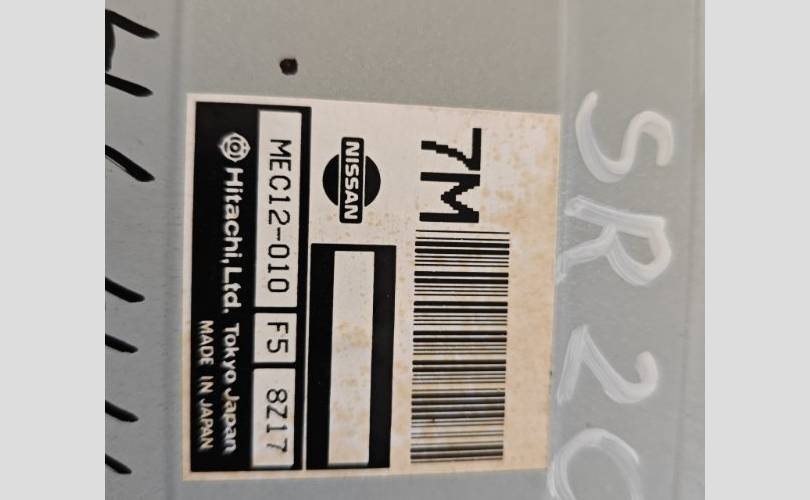 SR20
7M
NISSAN
MEC12-010 F5 8Z17
Hitachi, Ltd. Tokyo Japan
MADE IN JAPAN